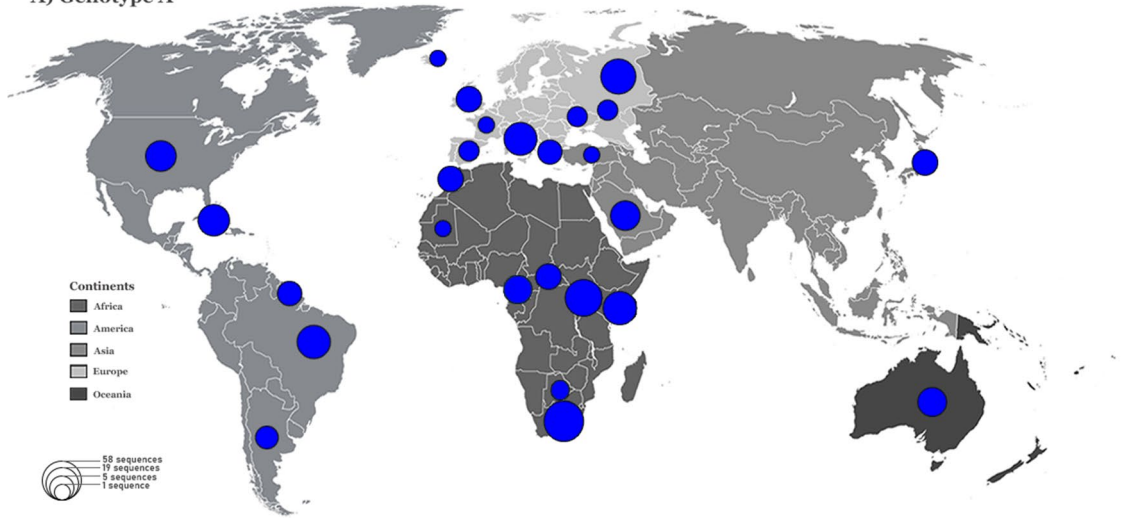 A) Genotype A
Continents
Africa
America
Asia
Europe
Oceania
58 sequences
19 sequences
5 sequences
1 sequence